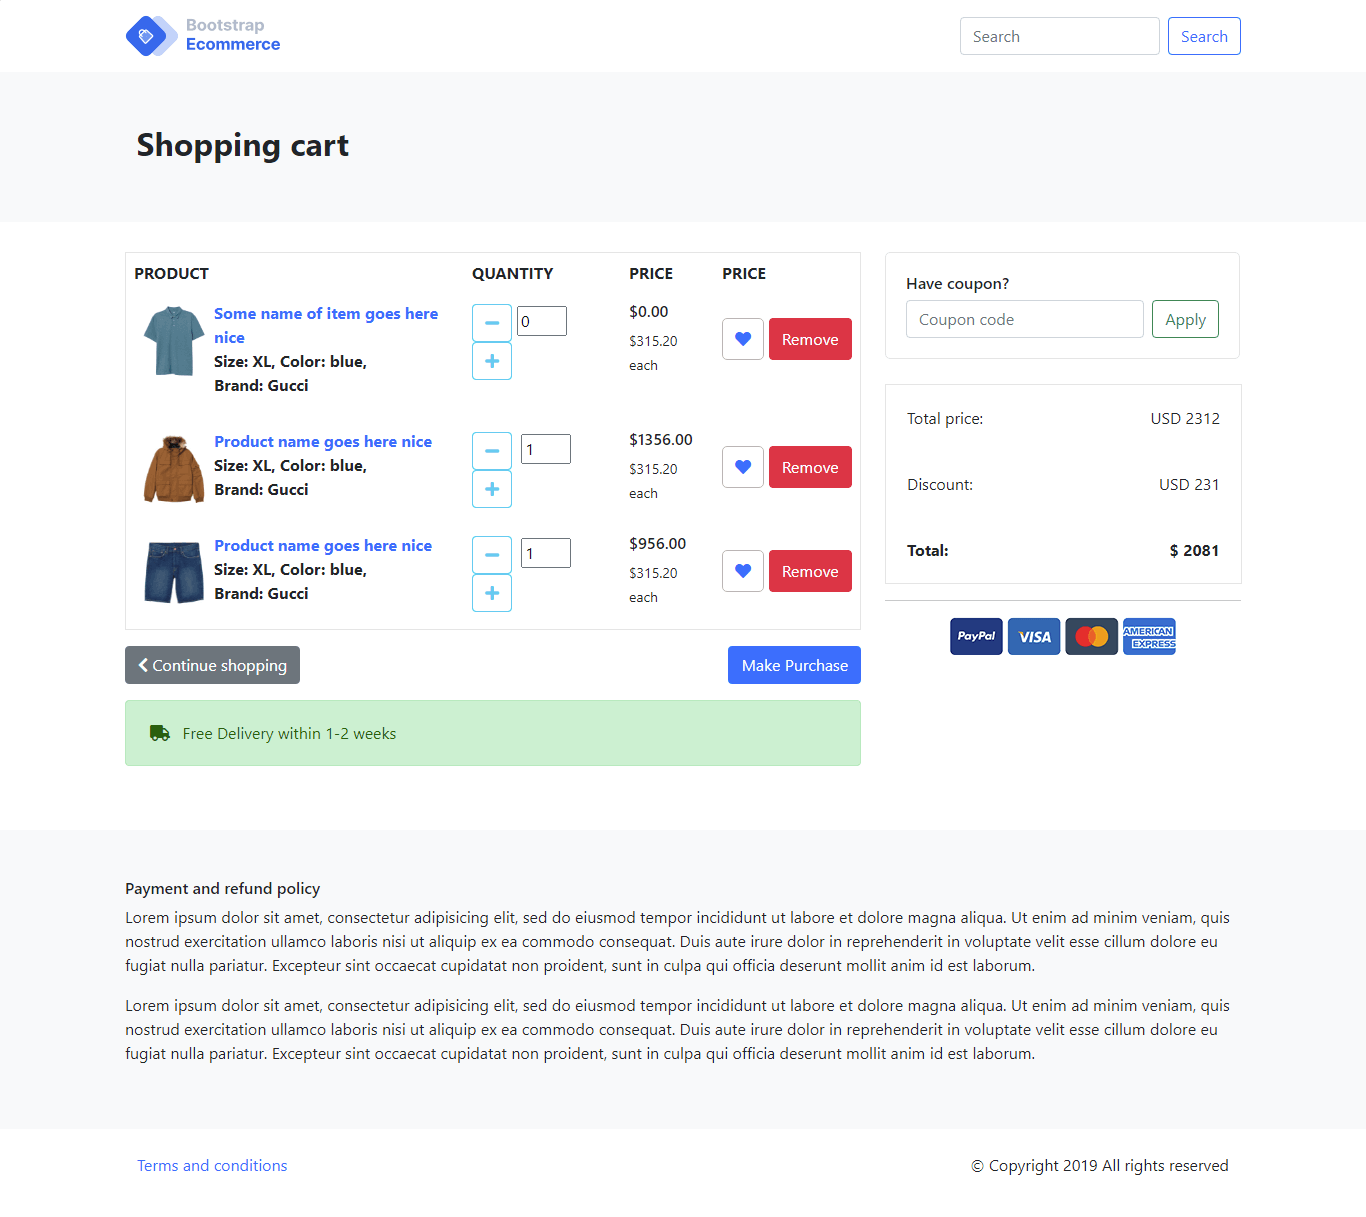 Bootstrap
Ecommerce
Search
Search
Shopping cart
PRODUCT QUANTITY PRICE PRICE
Some name of item goes here
nice
Size: XL, Color: blue,
Brand: Gucci
0
$0.00
$315.20
each
Remove
Product name goes here nice
Size: XL, Color: blue,
Brand: Gucci
1
$1356.00
$315.20
each
Remove
Product name goes here nice
Size: XL, Color: blue,
Brand: Gucci
1
$956.00
$315.20
each
Remove
Continue shopping
Make Purchase
Free Delivery within 1-2 weeks
Have coupon?
Coupon code
Apply
Total price: USD 2312
Discount: USD 231
Total: $ 2081
PayPal
VISA
AMERICAN
EXPRESS
Payment and refund policy
Lorem ipsum dolor sit amet, consectetur adipisicing elit, sed do eiusmod tempor incididunt ut labore et dolore magna aliqua. Ut enim ad minim veniam, quis
nostrud exercitation ullamco laboris nisi ut aliquip ex ea commodo consequat. Duis aute irure dolor in reprehenderit in voluptate velit esse cillum dolore eu
fugiat nulla pariatur. Excepteur sint occaecat cupidatat non proident, sunt in culpa qui officia deserunt mollit anim id est laborum.
Lorem ipsum dolor sit amet, consectetur adipisicing elit, sed do eiusmod tempor incididunt ut labore et dolore magna aliqua. Ut enim ad minim veniam, quis
nostrud exercitation ullamco laboris nisi ut aliquip ex ea commodo consequat. Duis aute irure dolor in reprehenderit in voluptate velit esse cillum dolore eu
fugiat nulla pariatur. Excepteur sint occaecat cupidatat non proident, sunt in culpa qui officia deserunt mollit anim id est laborum.
Terms and conditions
© Copyright 2019 All rights reserved